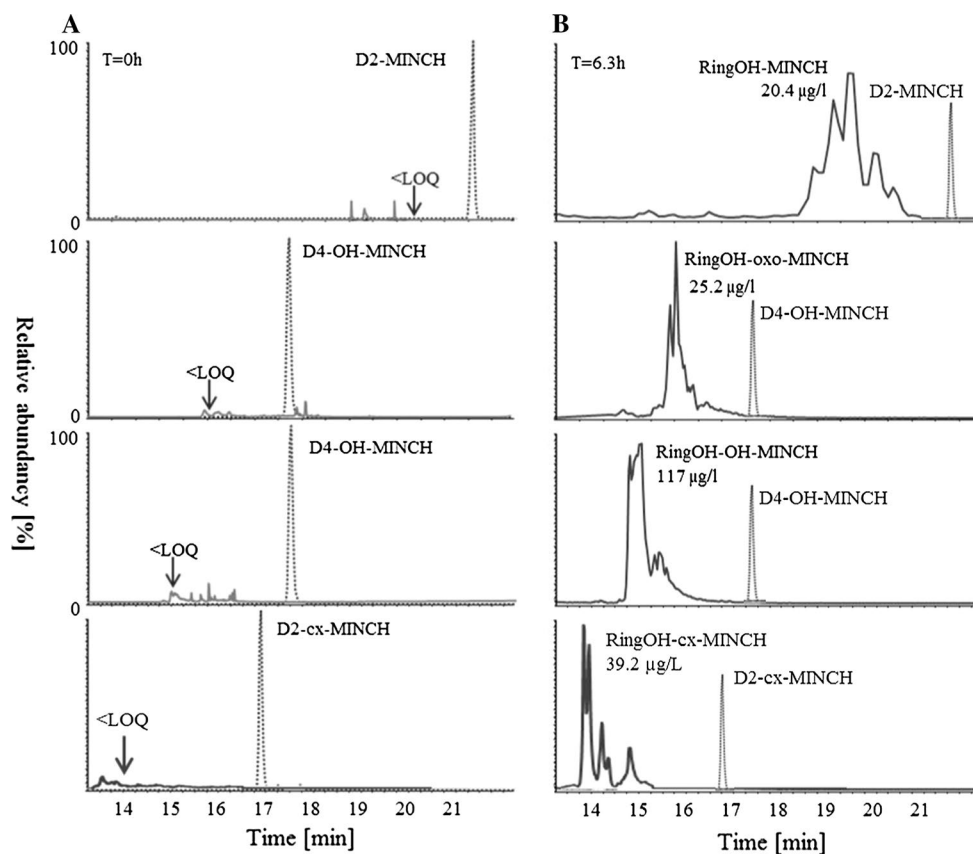 A
T=0h
100
0
D2-MINCH
<LOQ
100
0
D4-OH-MINCH
<LOQ
100
0
D4-OH-MINCH
<LOQ
D2-cx-MINCH
<LOQ
Relative abundancy [%]
14 15 16 17 18 19 20 21
Time [min]
B
T=6.3h
RingOH-MINCH
20.4 µg/l
D2-MINCH
RingOH-oxo-MINCH
25.2 µg/l
D4-OH-MINCH
RingOH-OH-MINCH
117 µg/l
D4-OH-MINCH
RingOH-cx-MINCH
39.2 µg/L
D2-cx-MINCH
14 15 16 17 18 19 20 21
Time [min]